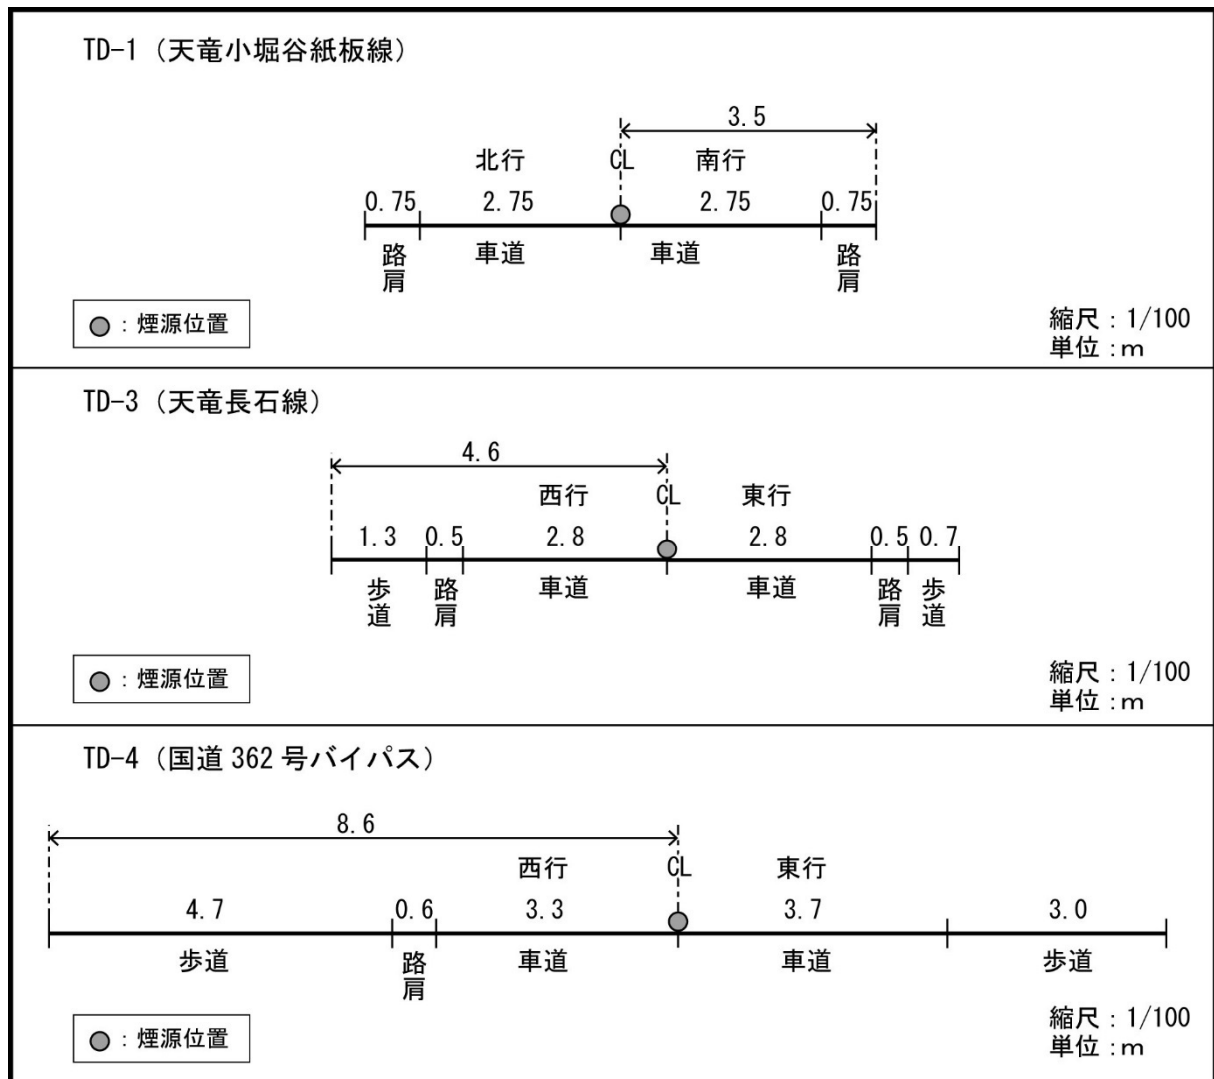 TD-1（天竜小堀谷紙板線）
3.5
北行 CL 南行
0.75 2.75 2.75 0.75
路肩 車道 車道 路肩
：煙源位置
縮尺：1/100
単位：m
TD-3（天竜長石線）
4.6
西行 CL 東行
1.3 0.5 2.8 2.8 0.5 0.7
歩道 路肩 車道 車道 路肩 歩道
：煙源位置
縮尺：1/100
単位：m
TD-4（国道362号バイパス）
8.6
西行 CL 東行
4.7 0.6 3.3 3.7 3.0
歩道 路肩 車道 車道 歩道
：煙源位置
縮尺：1/100
単位：m